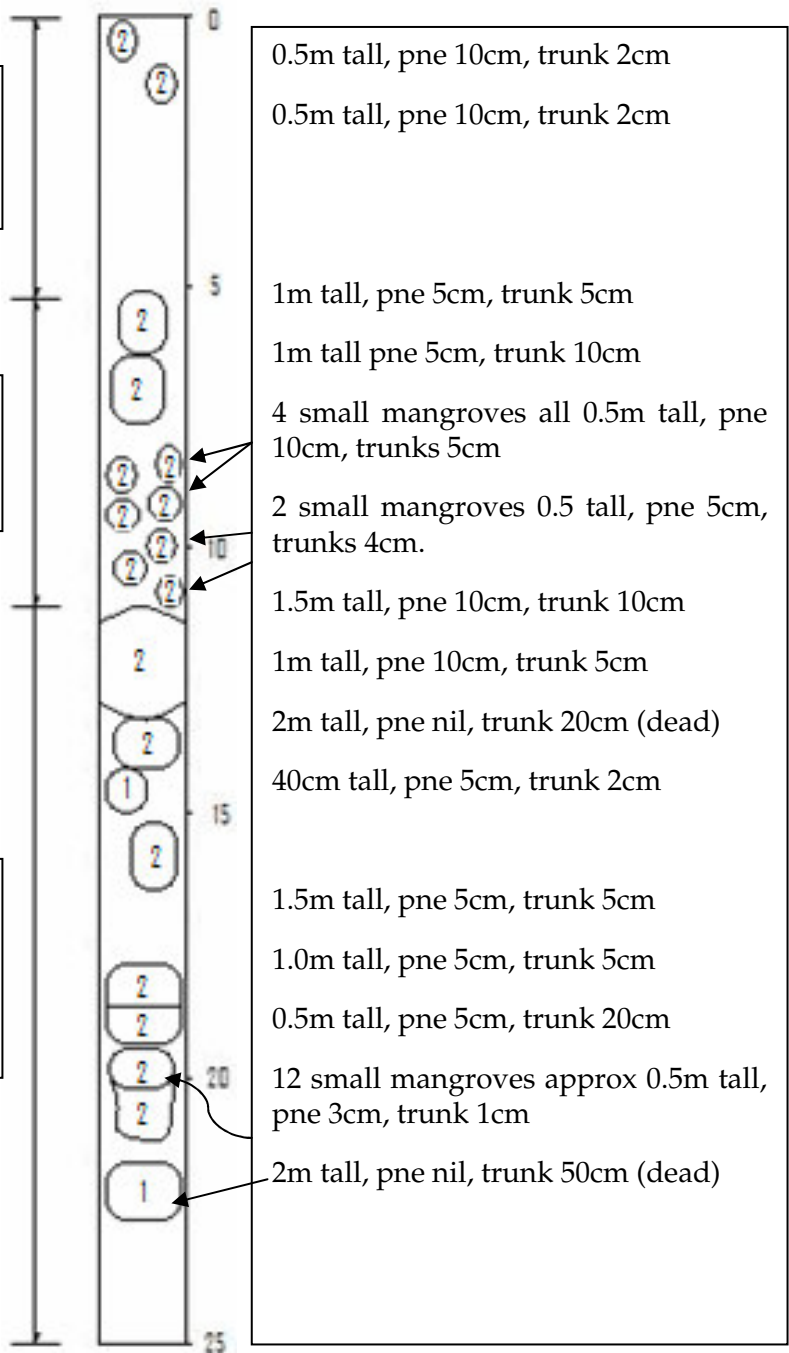 0
2
0.5m tall, pne 10cm, trunk 2cm
2
0.5m tall, pne 10cm, trunk 2cm
5
1m tall, pne 5cm, trunk 5cm
2
1m tall pne 5cm, trunk 10cm
2
4 small mangroves all 0.5m tall, pne
10cm, trunks 5cm
2 2
2 2
2 small mangroves 0.5 tall, pne 5cm,
trunks 4cm.
2
10
2
2
1.5m tall, pne 10cm, trunk 10cm
2
1m tall, pne 10cm, trunk 5cm
2m tall, pne nil, trunk 20cm (dead)
2
40cm tall, pne 5cm, trunk 2cm
1
15
2
1.5m tall, pne 5cm, trunk 5cm
1.0m tall, pne 5cm, trunk 5cm
2
0.5m tall, pne 5cm, trunk 20cm
2
2
20
12 small mangroves approx 0.5m tall,
pne 3cm, trunk 1cm
2
2m tall, pne nil, trunk 50cm (dead)
1
25